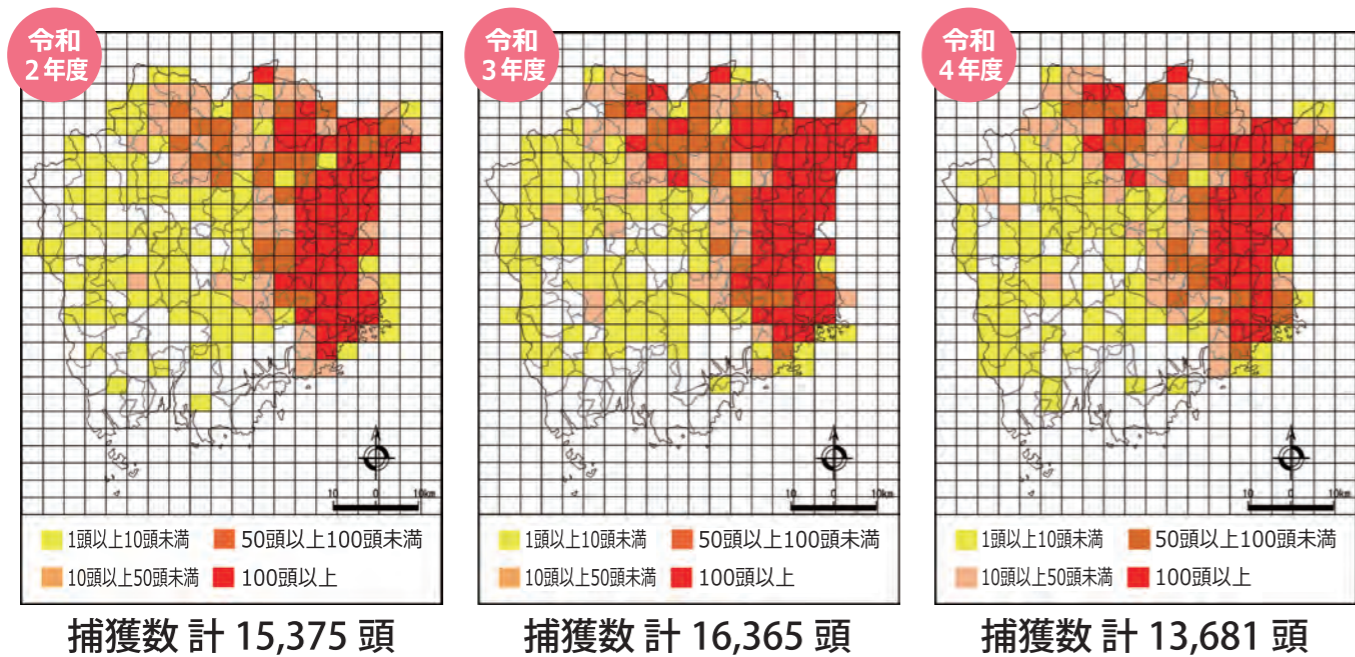 令和
2年度
10 0 10km
1頭以上10頭未満 50頭以上100頭未満
10頭以上50頭未満 100頭以上
捕獲数 計 15,375 頭
令和
3年度
10 0 10km
1頭以上10頭未満 50頭以上100頭未満
10頭以上50頭未満 100頭以上
捕獲数 計 16,365 頭
令和
4年度
10 0 10km
1頭以上10頭未満 50頭以上100頭未満
10頭以上50頭未満 100頭以上
捕獲数 計 13,681 頭